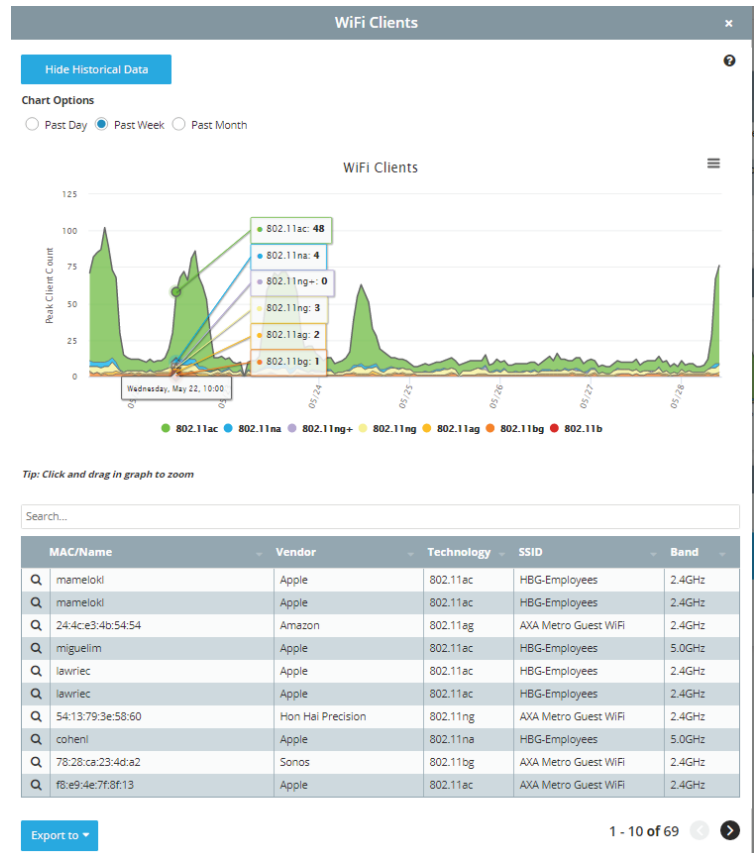 WiFi Clients ×
Hide Historical Data
Chart Options
Past Day Past Week Past Month
WiFi Clients
Peak Client Count
125
100
75
50
25
0
802.11ac: 48
802.11na: 4
802.11ng+: 0
802.11ng: 3
802.11ag: 2
802.11bg: 1
Wednesday, May 22, 10:00
05/24
05/25
05/26
05/27
05/28
802.11ac 802.11na 802.11ng+ 802.11ng 802.11ag 802.11bg 802.11b
Tip: Click and drag in graph to zoom
Search...
MAC/Name Vendor Technology SSID Band
mamelokl Apple 802.11ac HBG-Employees 2.4GHz
mamelokl Apple 802.11ac HBG-Employees 2.4GHz
24:4c:e3:4b:54:54 Amazon 802.11ag AXA Metro Guest WiFi 2.4GHz
miguelim Apple 802.11ac HBG-Employees 5.0GHz
lawriec Apple 802.11ac HBG-Employees 2.4GHz
lawriec Apple 802.11ac HBG-Employees 2.4GHz
54:13:79:3e:58:60 Hon Hai Precision 802.11ng AXA Metro Guest WiFi 2.4GHz
cohenl Apple 802.11na HBG-Employees 5.0GHz
78:28:ca:23:4d:a2 Sonos 802.11bg AXA Metro Guest WiFi 2.4GHz
f8:e9:4e:7f:8f:13 Apple 802.11ac AXA Metro Guest WiFi 2.4GHz
Export to
1 - 10 of 69